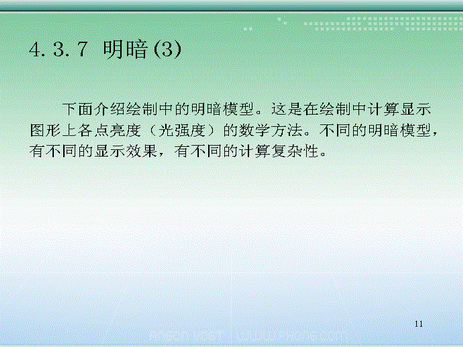 4.3.7 明暗(3)
下面介绍绘制中的明暗模型。这是在绘制中计算显示
图形上各点亮度（光强度）的数学方法。不同的明暗模型，
有不同的显示效果，有不同的计算复杂性。
11